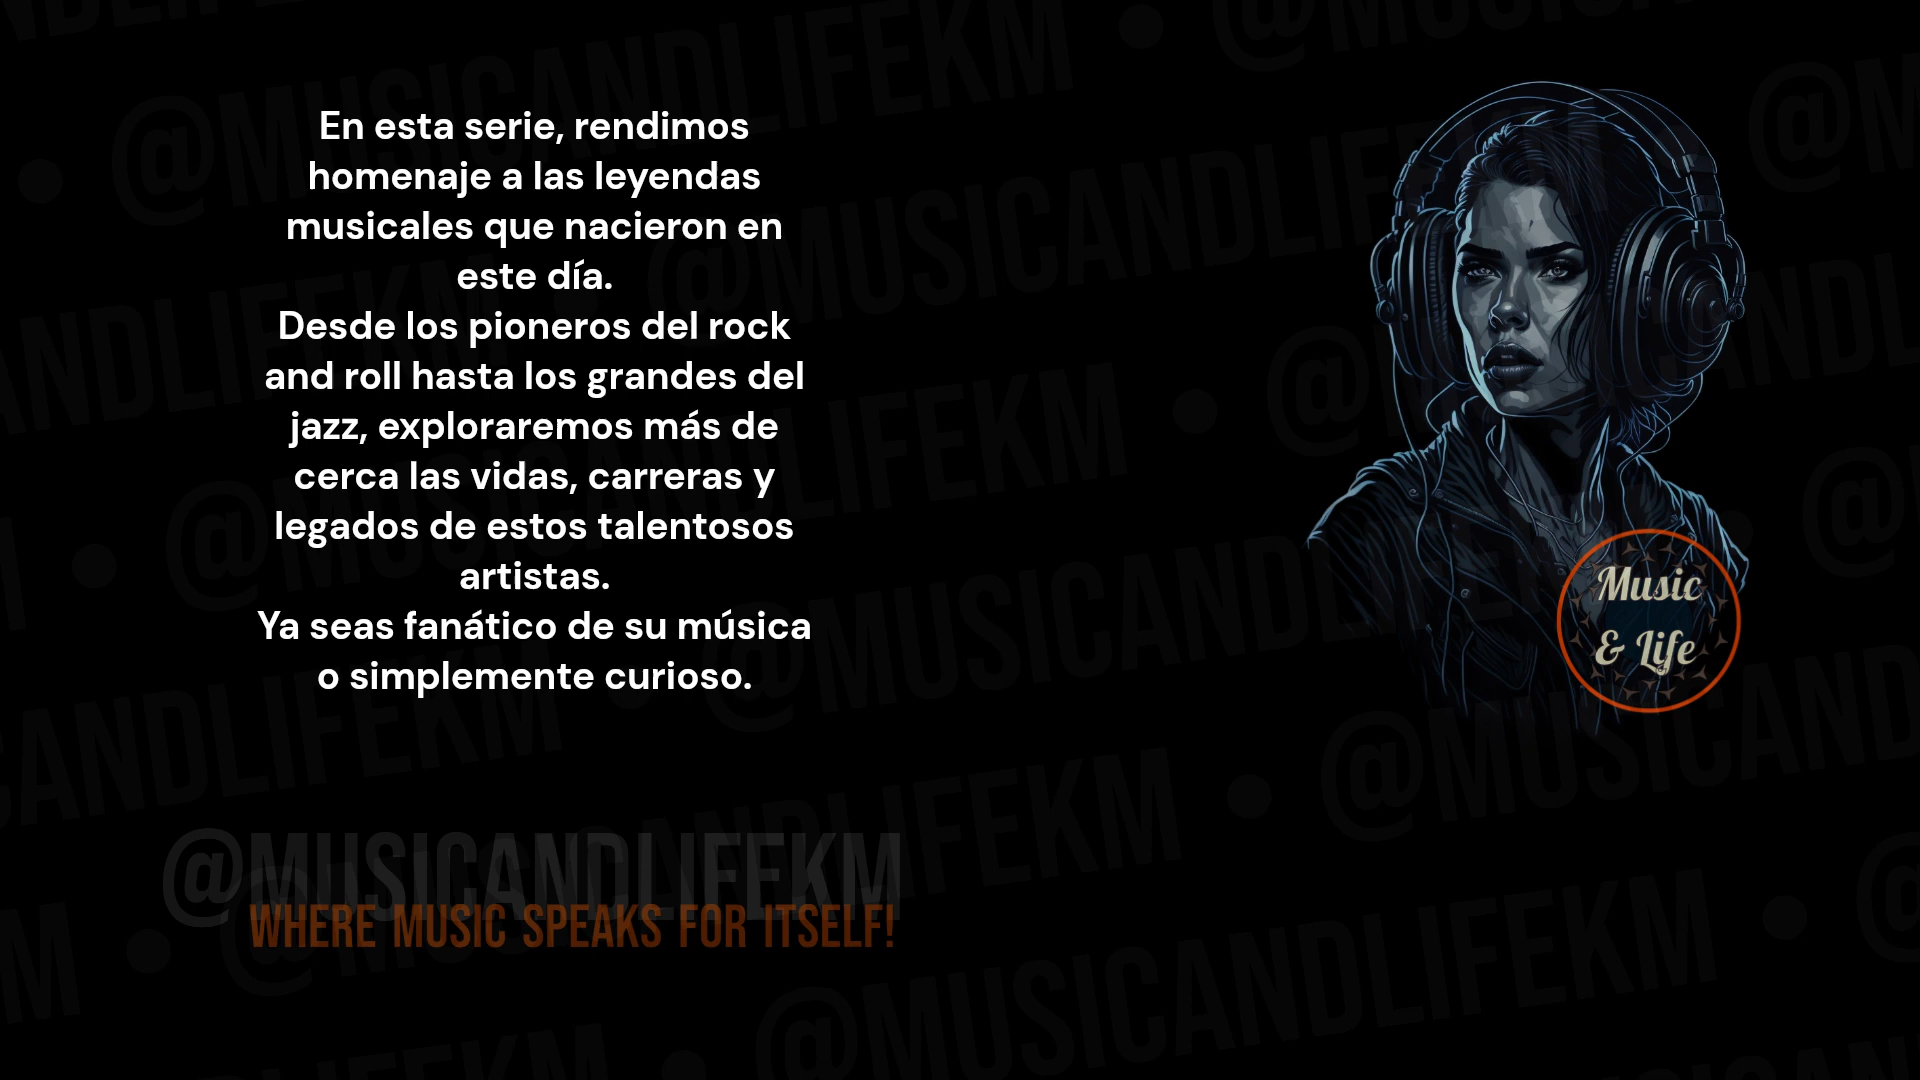 En esta serie, rendimos
homenaje a las leyendas
musicales que nacieron en
este día.
Desde los pioneros del rock
and roll hasta los grandes del
jazz, exploraremos más de
cerca las vidas, carreras y
legados de estos talentosos
artistas.
Ya seas fanático de su música
o simplemente curioso.
Music
& Life
@MUSICANDLIFEKM
WHERE MUSIC SPEAKS FOR ITSELF!